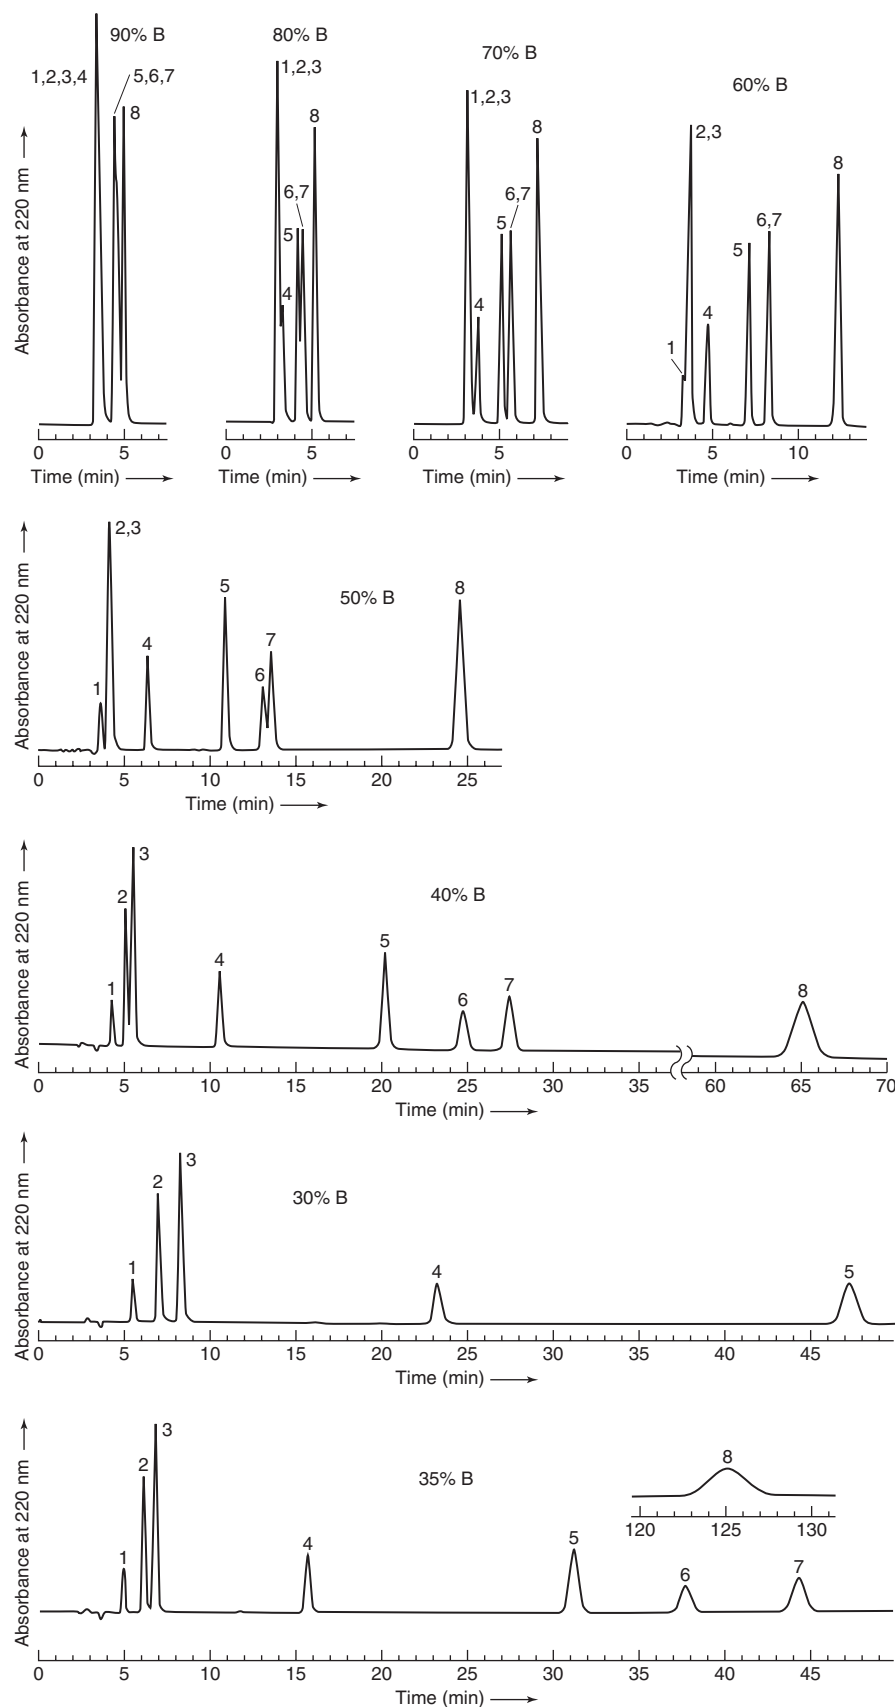 90% B
1,2,3,4
5,6,7
8
Absorbance at 220 nm
0 5
Time (min)
80% B
1,2,3
8
6,7
5
4
0 5
Time (min)
70% B
1,2,3
8
6,7
5
4
0 5
Time (min)
60% B
2,3
8
6,7
5
4
1
0 5 10
Time (min)
2,3
5
50% B
8
4
7
6
1
Absorbance at 220 nm
0 5 10 15 20 25
Time (min)
3
2
40% B
5
4
1
6
7
8
Absorbance at 220 nm
0 5 10 15 20 25 30 35 60 65 70
Time (min)
3
2
30% B
1
4
5
Absorbance at 220 nm
0 5 10 15 20 25 30 35 40 45
Time (min)
3
2
35% B
8
120 125 130
1
4
5
6
7
Absorbance at 220 nm
0 5 10 15 20 25 30 35 40 45
Time (min)